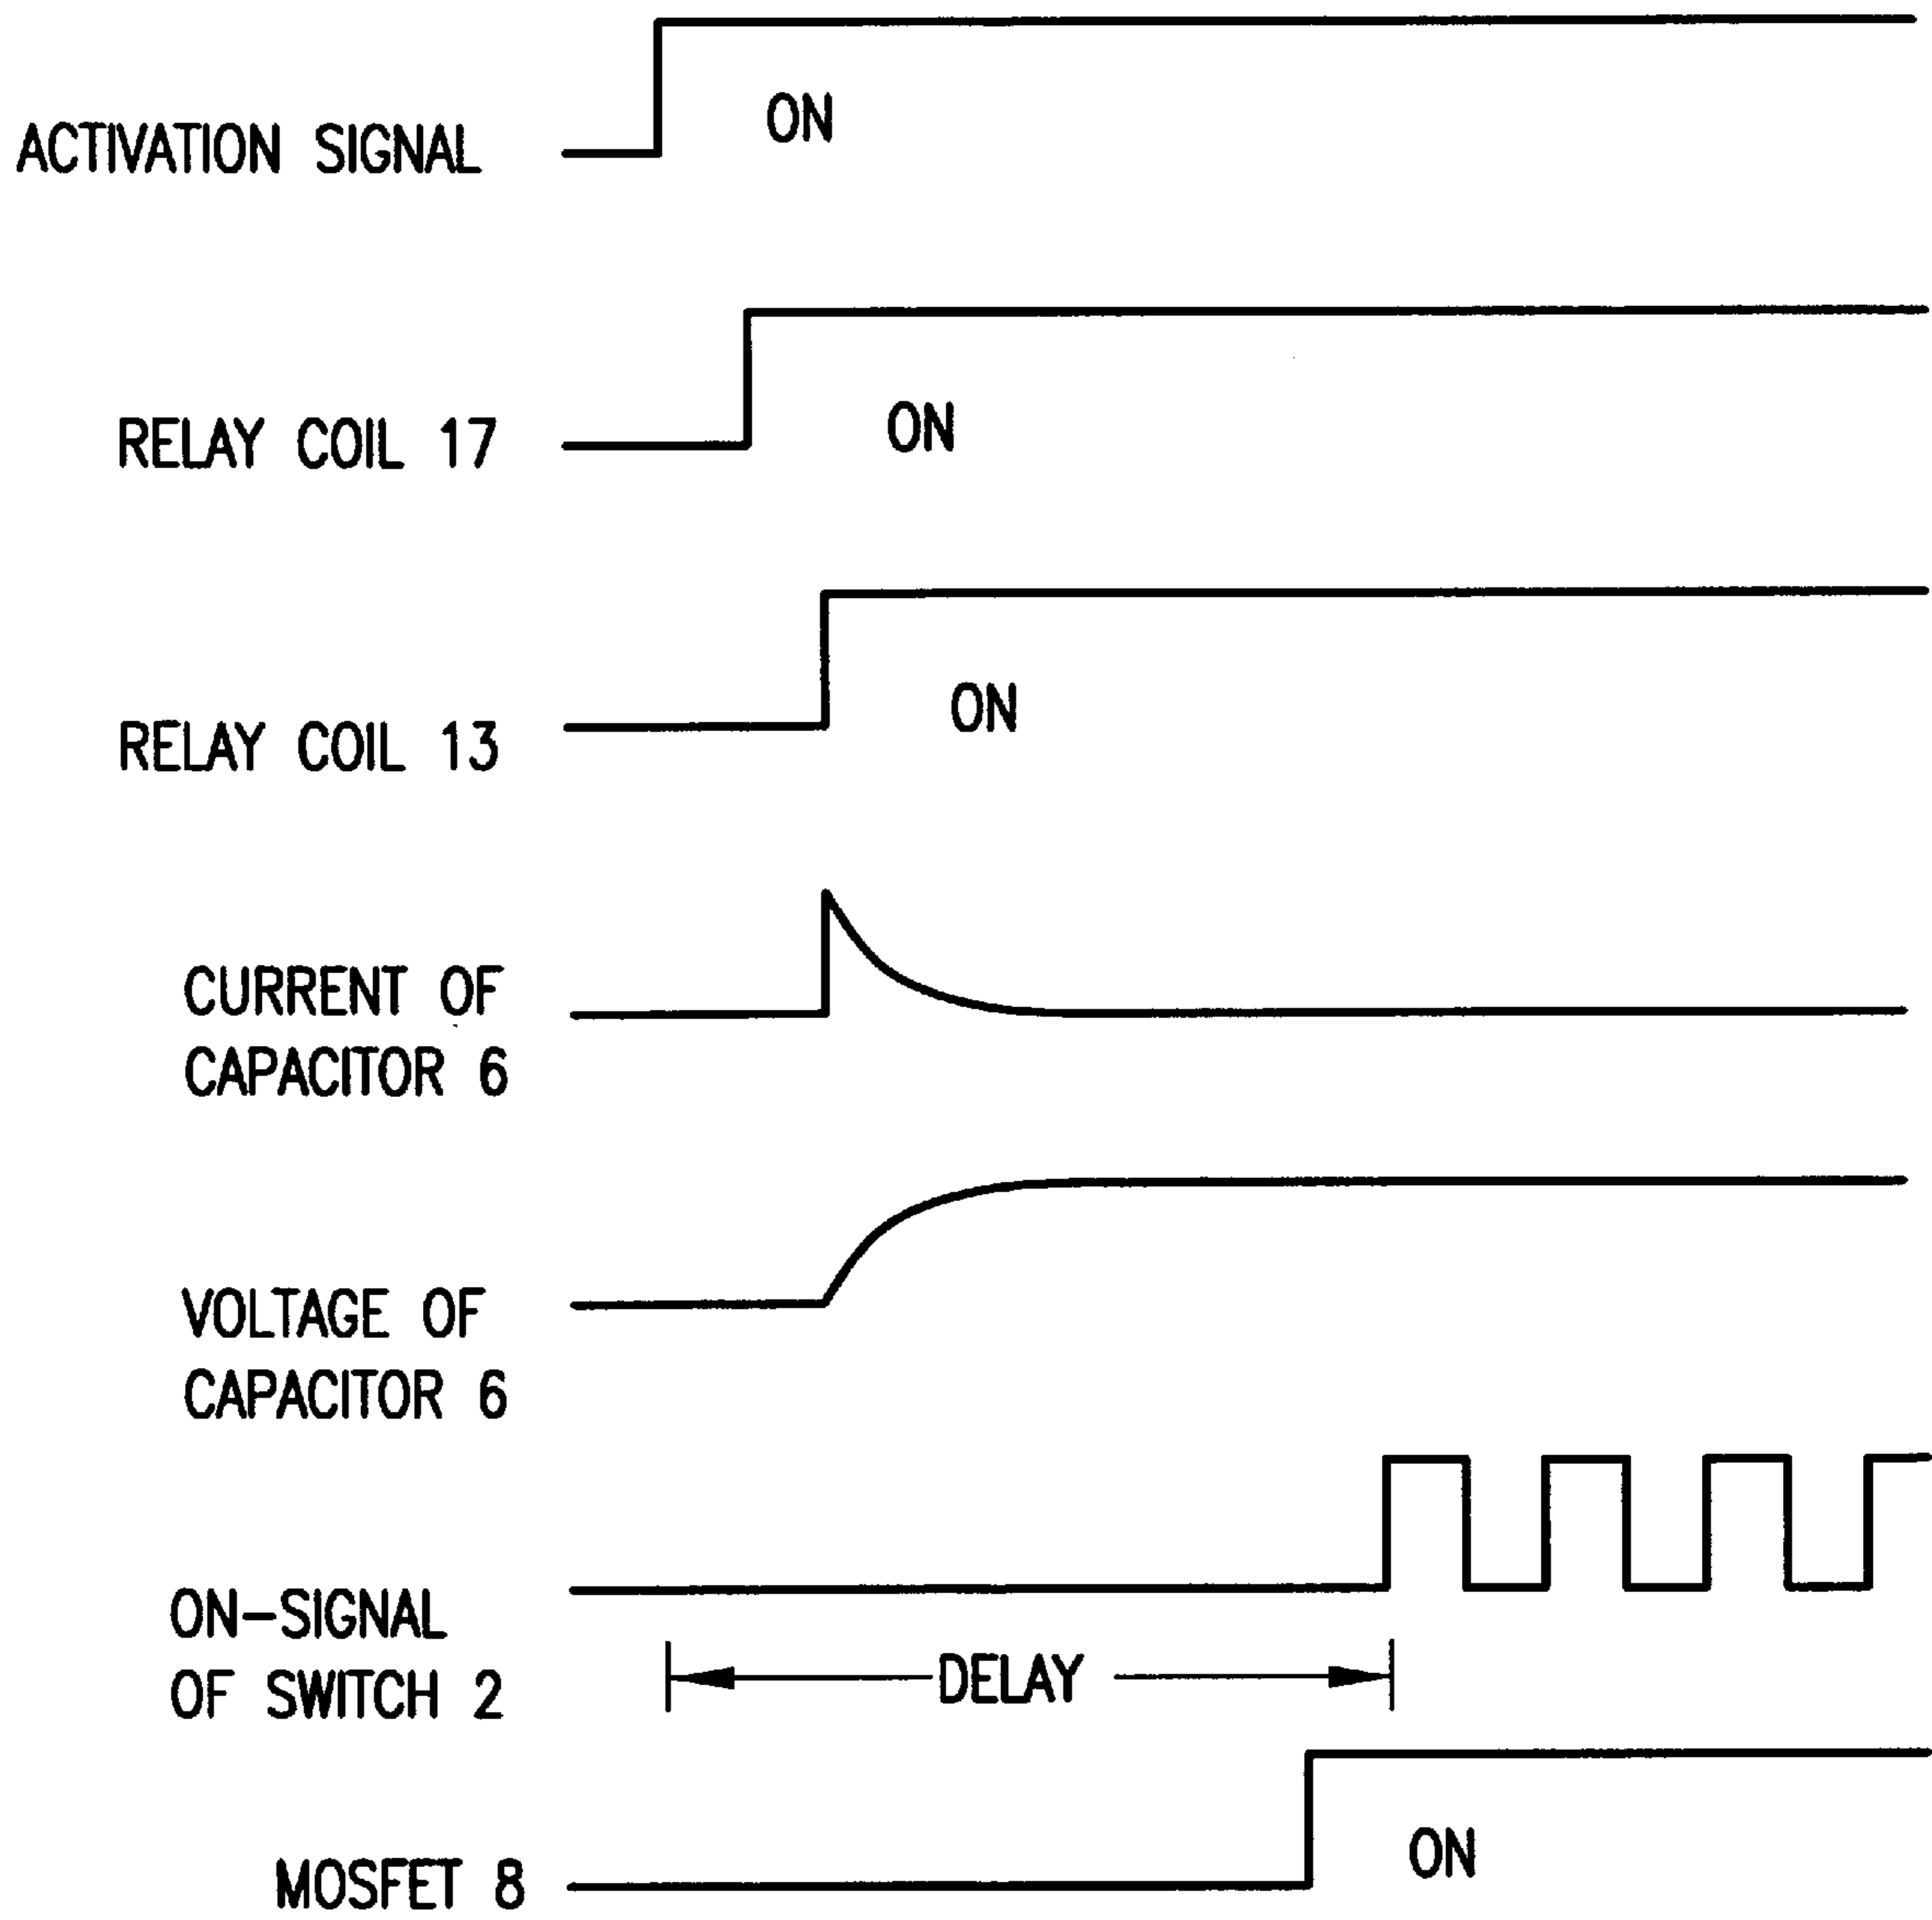 ON
ACTIVATION SIGNAL
ON
RELAY COIL 17
ON
RELAY COIL 13
CURRENT OF
CAPACITOR 6
VOLTAGE OF
CAPACITOR 6
ON-SIGNAL
OF SWITCH 2
DELAY
ON
MOSFET 8